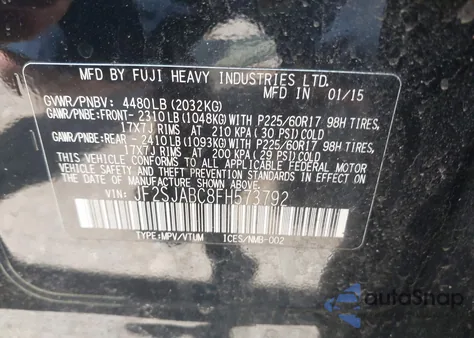 MFD BY FUJI HEAVY INDUSTRIES LTD.
MFD IN 01/15
GVWR/PNBV: 4480LB(2032KG)
GAWR/PNBE:FRONT- 2310LB(1048KG)WITH P225/60R17 98H TIRES,
17X7J RIMS AT 210 KPA(30 PSI)COLD
GAWR/PNBE:REAR - 2410LB(1093KG)WITH P225/60R17 98H TIRES,
17X7J RIMS AT 200 KPA(29 PSI)COLD
THIS VEHICLE CONFORMS TO ALL APPLICABLE FEDERAL MOTOR
VEHICLE SAFETY AND THEFT PREVENTION STANDARDS IN EFFECT
ON THE DATE OF MANUFACTURE SHOWN ABOVE.
VIN: JF2SJABC8FH573792
TYPE:MPV/VTUM ICES/NMB-002
autoSnap